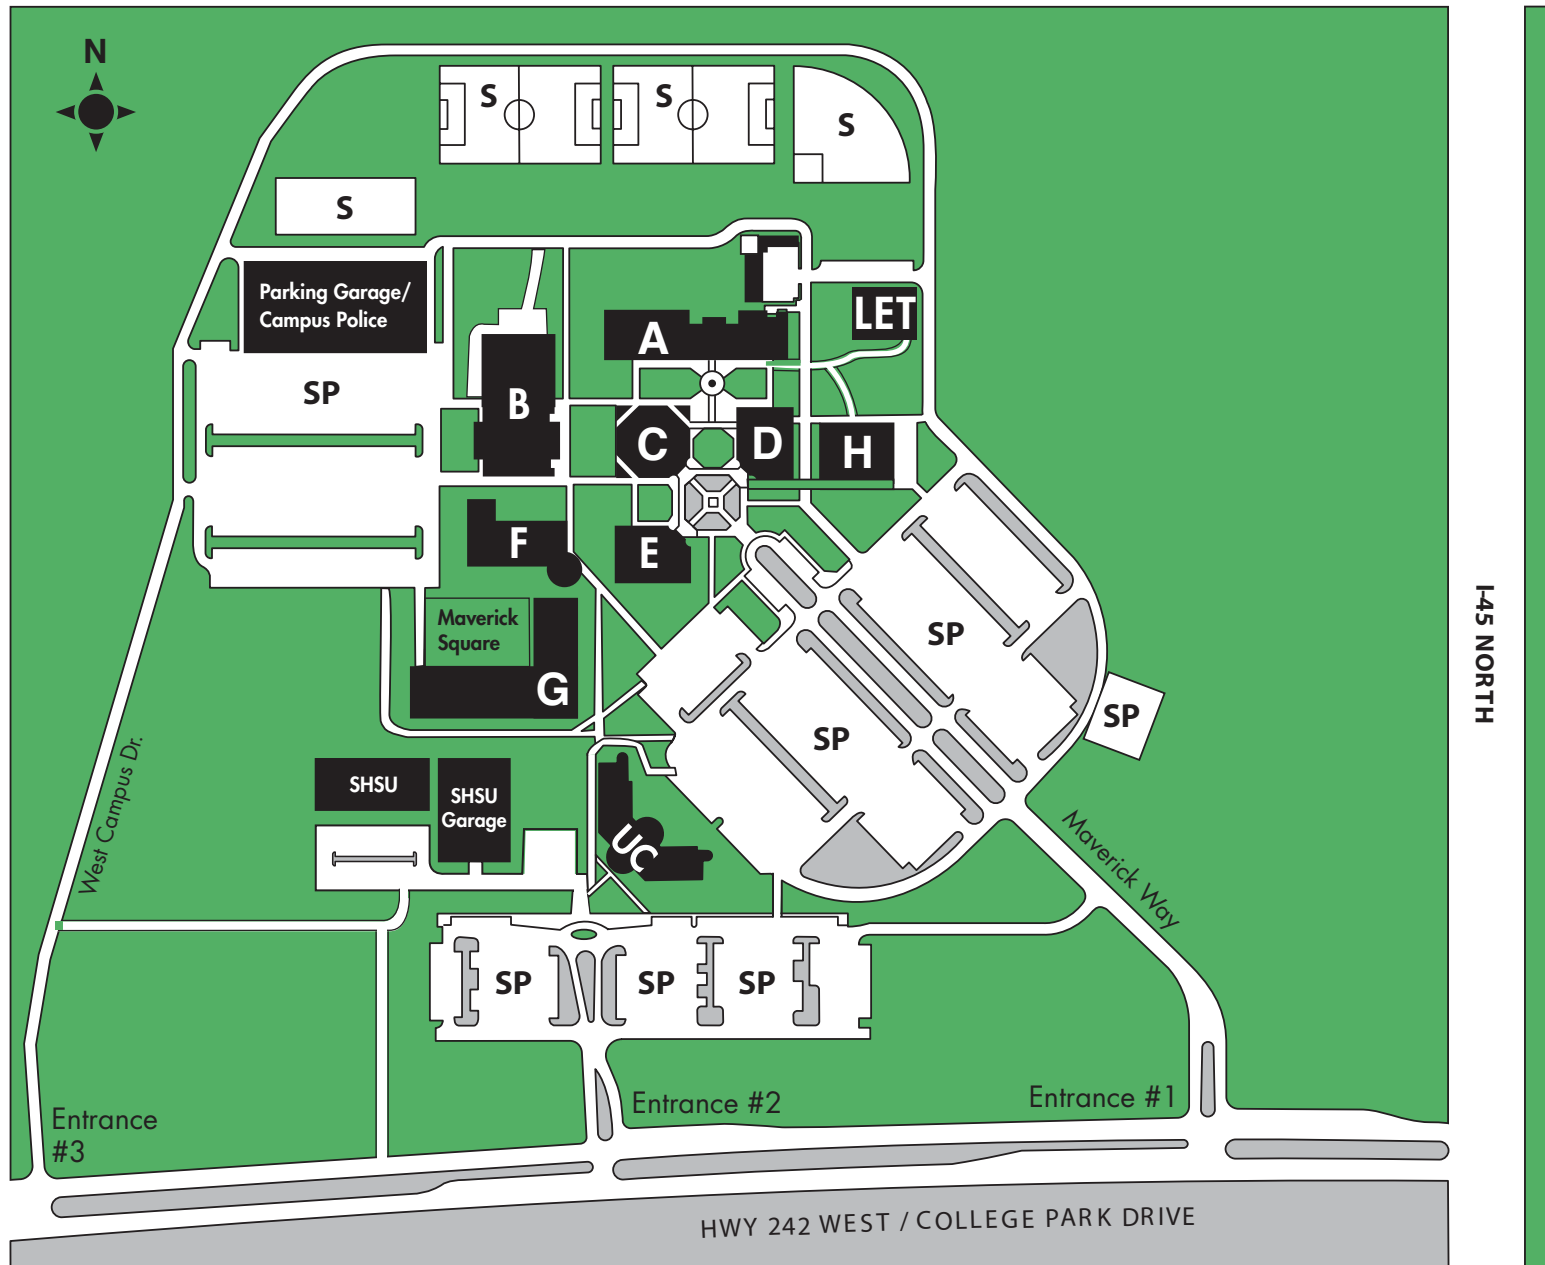 N
S
S
S
S
Parking Garage/
Campus Police
LET
A
SP
B
C
D
H
F
E
Maverick
Square
SP
G
SP
SP
I-45 NORTH
West Campus Dr.
SHSU
SHSU
Garage
UC
Maverick Way
SP
SP
SP
Entrance #1
Entrance #2
Entrance
#3
HWY 242 WEST / COLLEGE PARK DRIVE